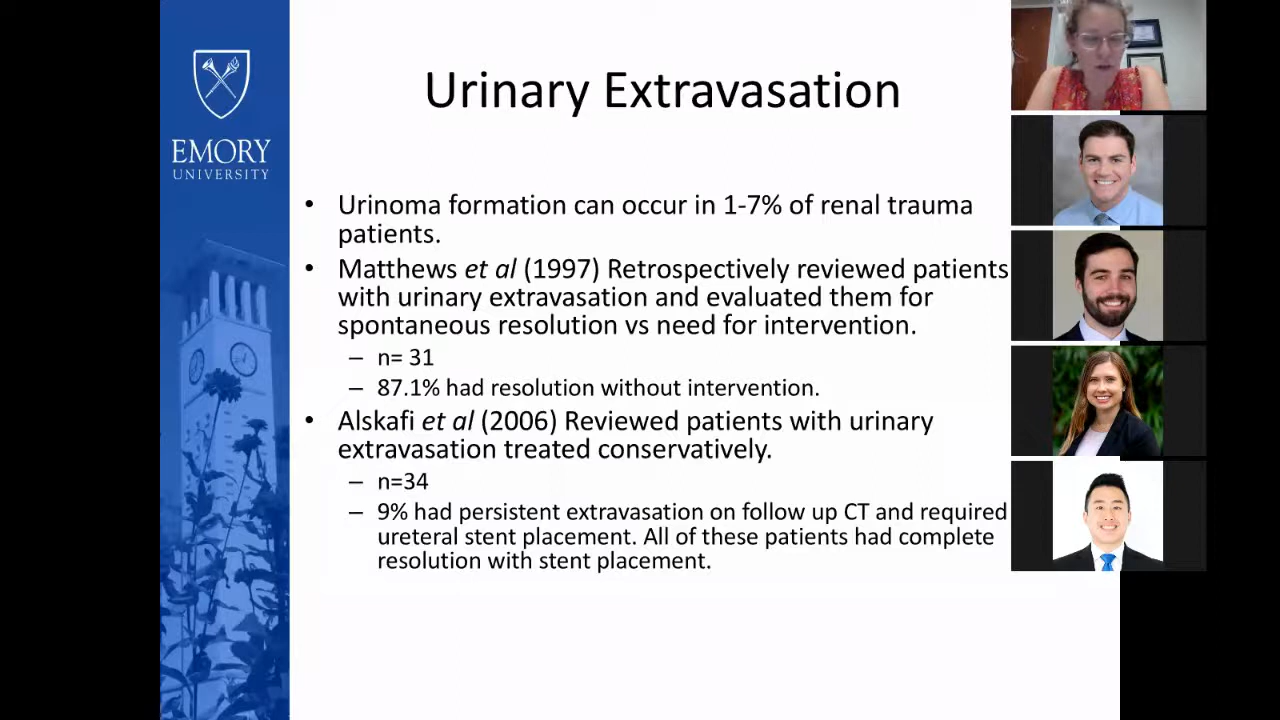 EMORY
UNIVERSITY
Urinary Extravasation
• Urinoma formation can occur in 1-7% of renal trauma
patients.
• Matthews et al (1997) Retrospectively reviewed patients
with urinary extravasation and evaluated them for
spontaneous resolution vs need for intervention.
– n= 31
– 87.1% had resolution without intervention.
• Alskafi et al (2006) Reviewed patients with urinary
extravasation treated conservatively.
– n=34
– 9% had persistent extravasation on follow up CT and required
ureteral stent placement. All of these patients had complete
resolution with stent placement.